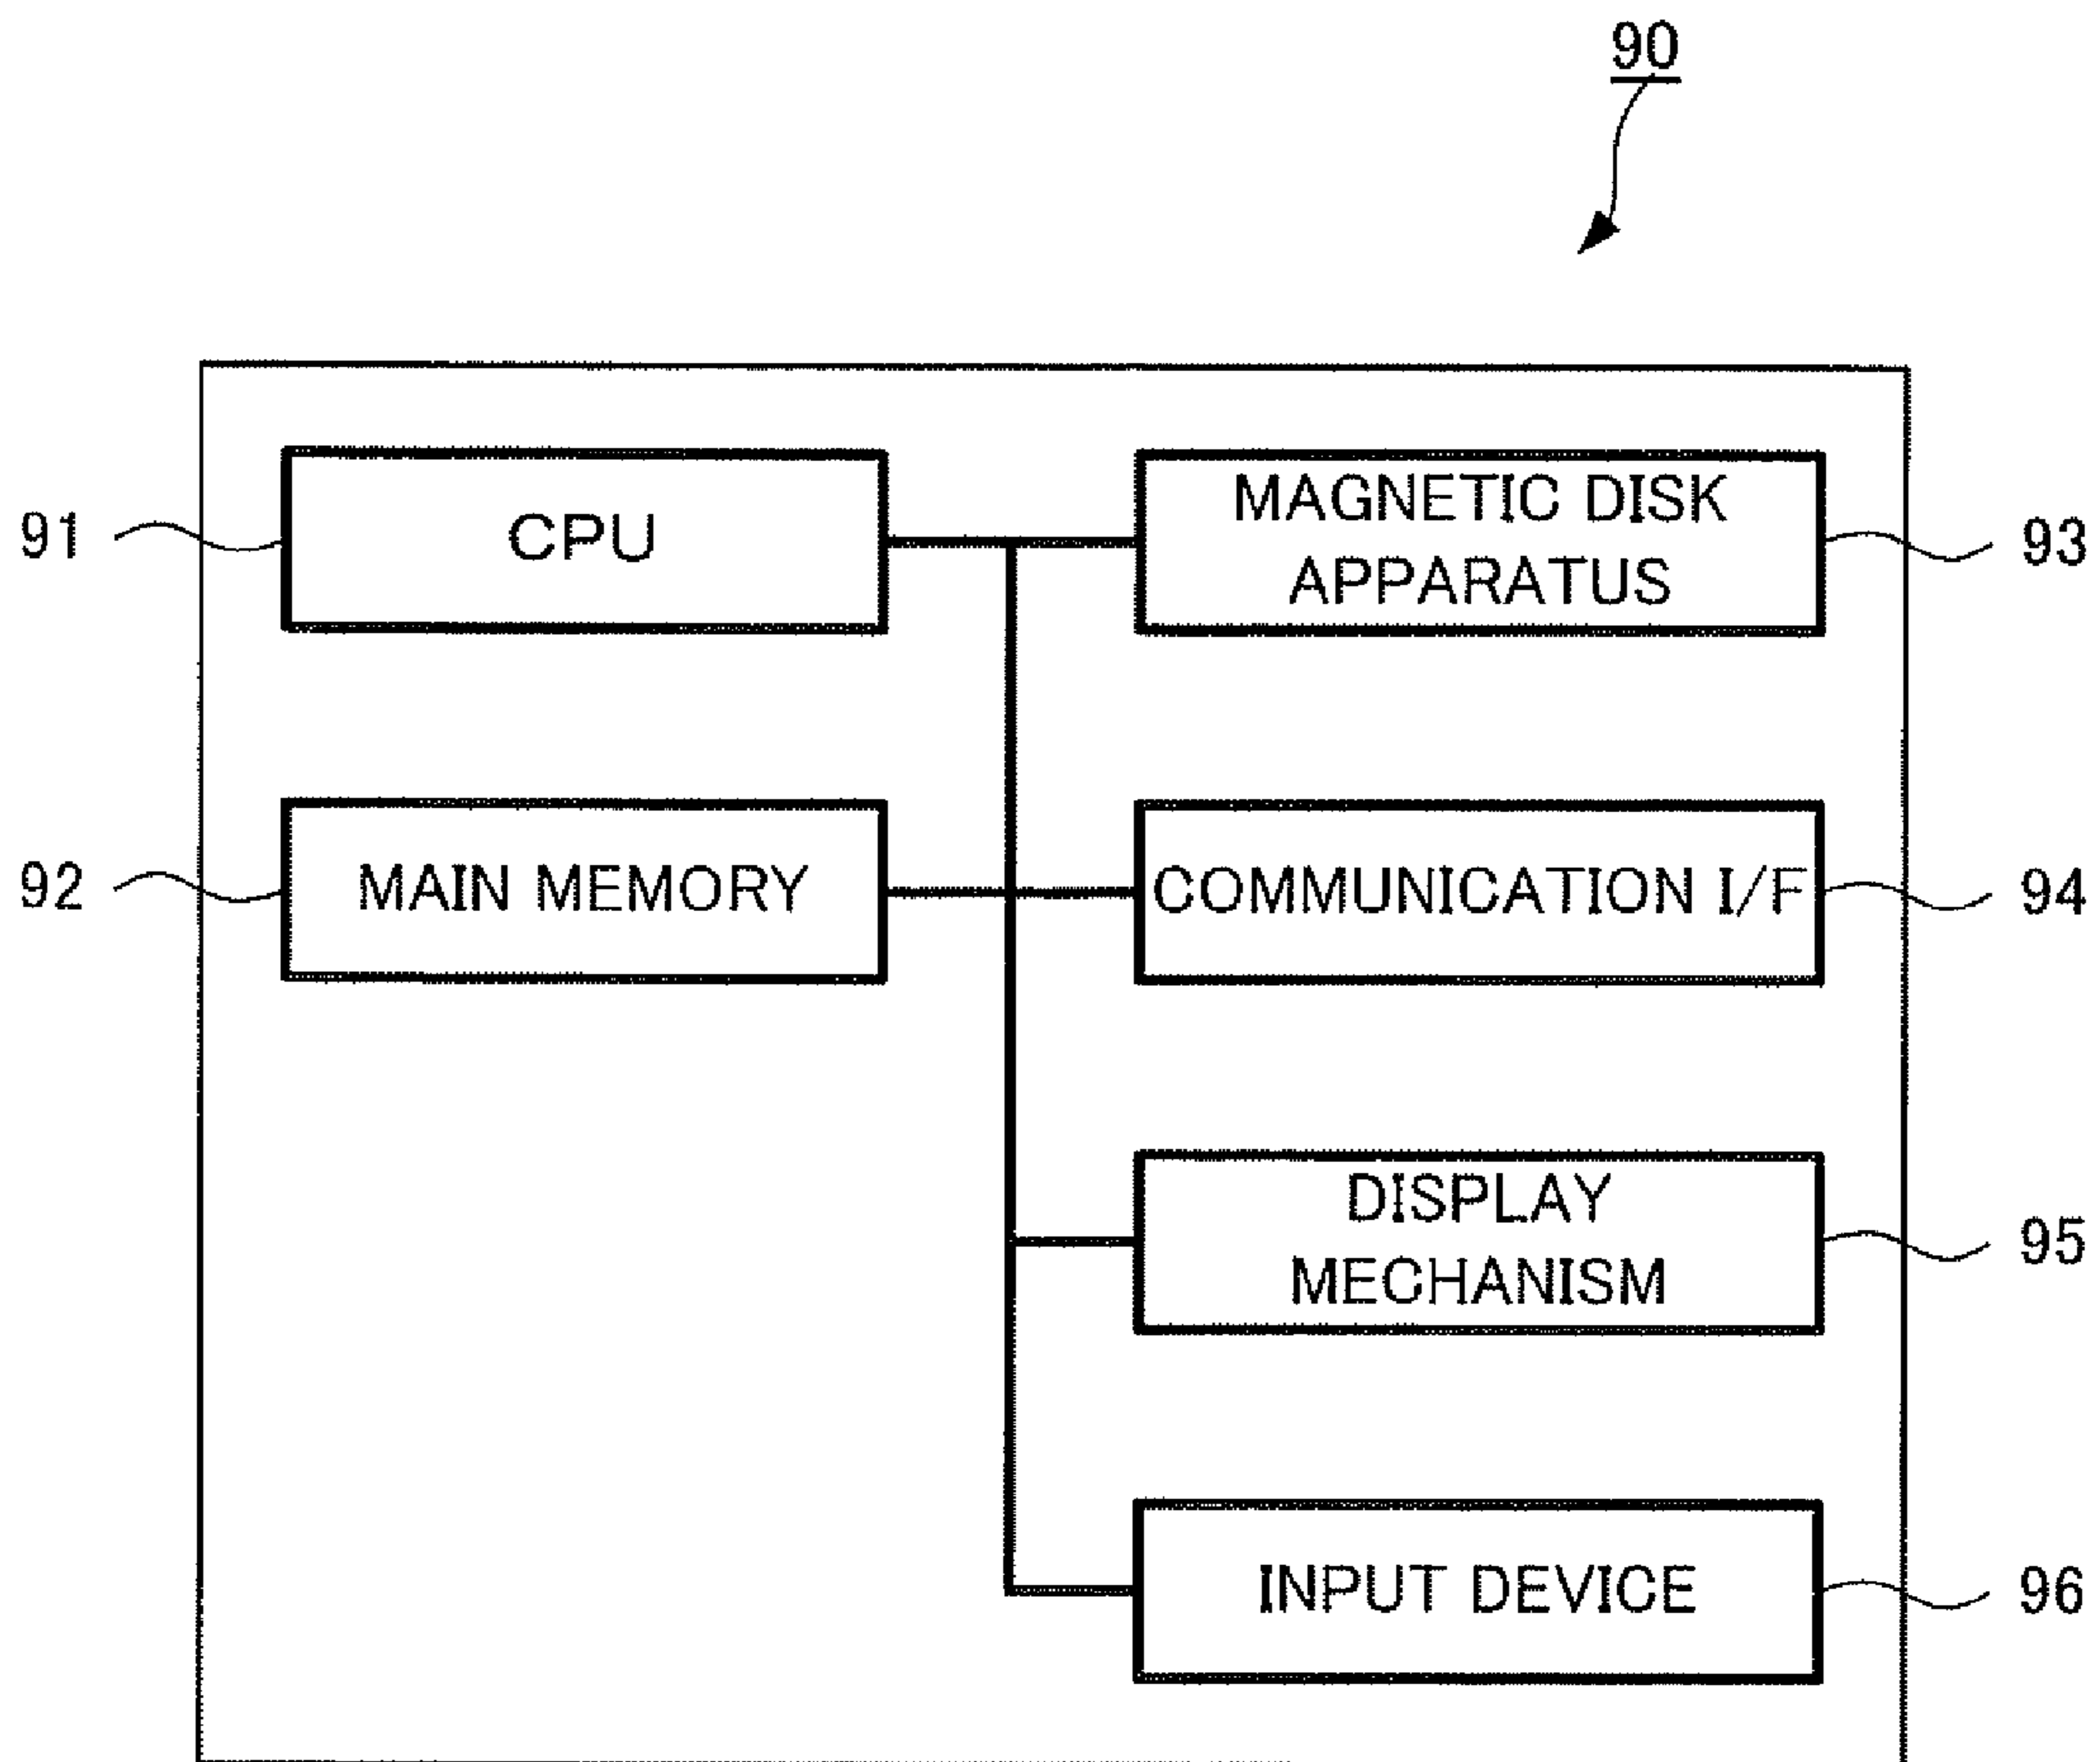 90
91
CPU
MAGNETIC DISK
APPARATUS
93
92
MAIN MEMORY
COMMUNICATION I/F
94
DISPLAY
MECHANISM
95
INPUT DEVICE
96